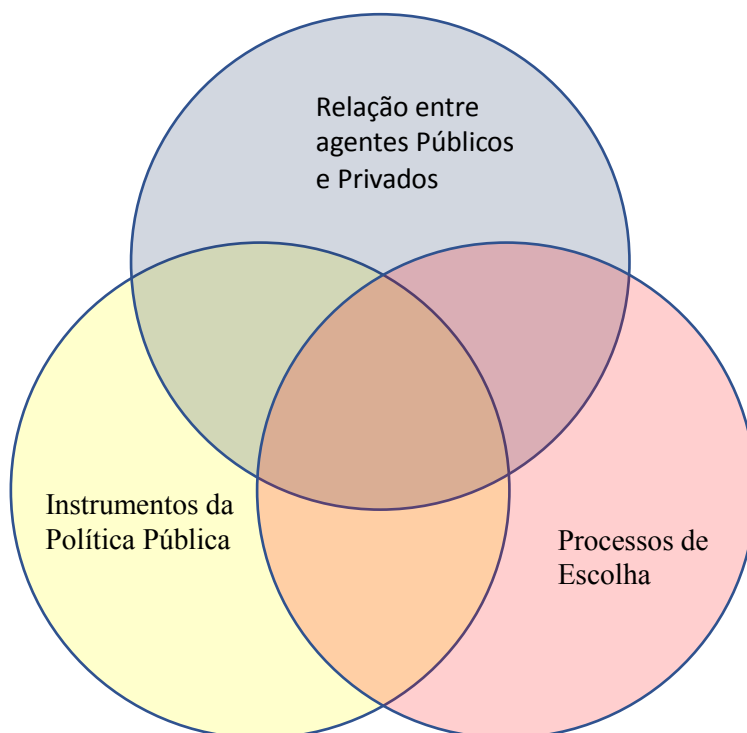 Relação entre
agentes Públicos
e Privados
Instrumentos da
Política Pública
Processos de
Escolha